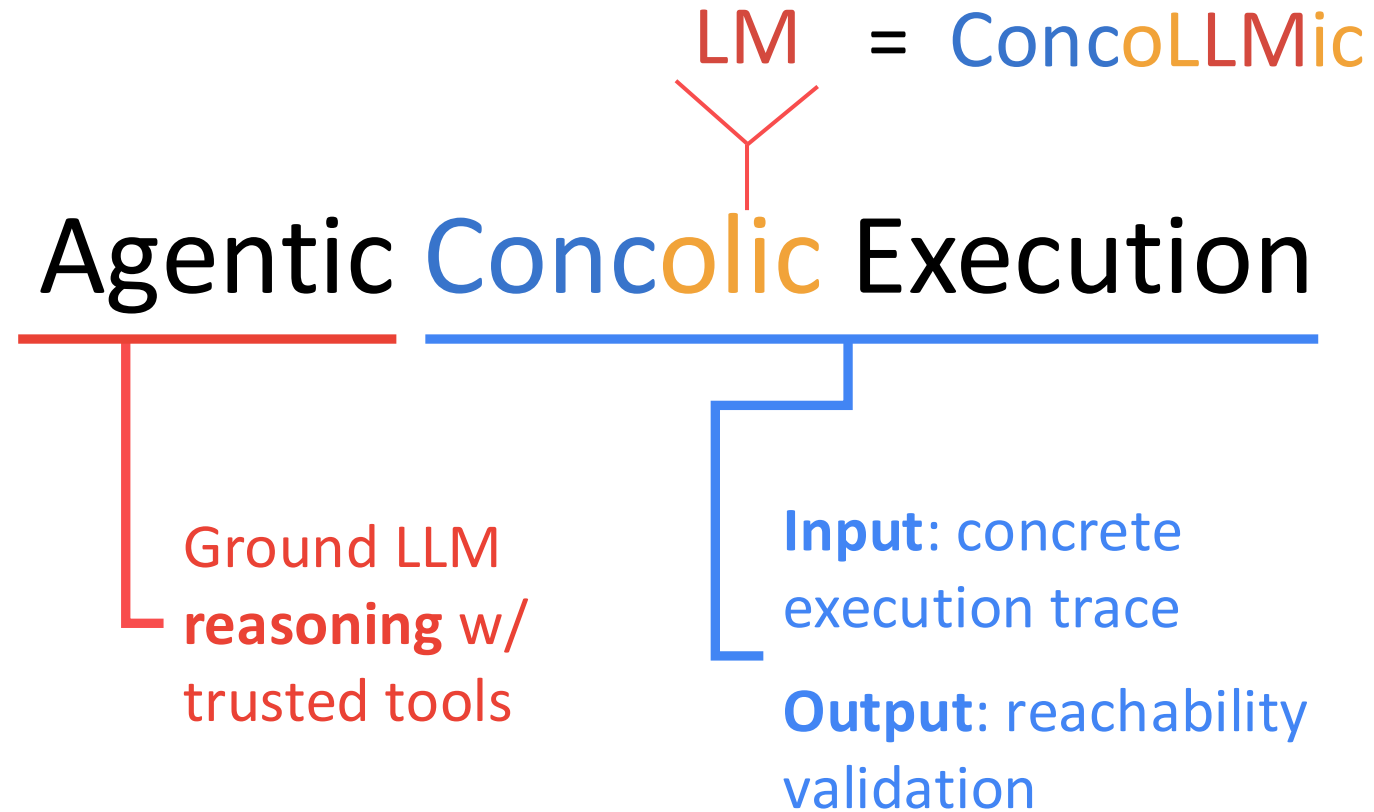 LM = ConcoLLMic
Agentic Concolic Execution
Ground LLM
reasoning w/
trusted tools
Input: concrete
execution trace
Output: reachability
validation